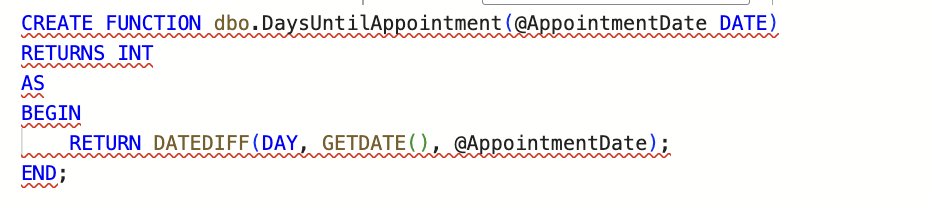 CREATE FUNCTION dbo.DaysUntilAppointment(@AppointmentDate DATE)
RETURNS INT
AS
BEGIN
    RETURN DATEDIFF(DAY, GETDATE(), @AppointmentDate);
END;